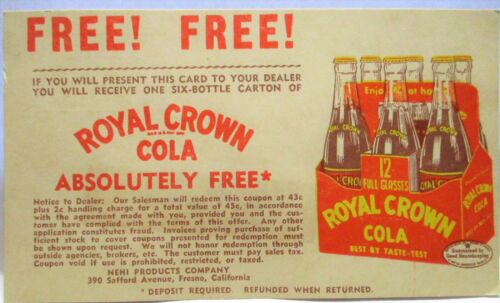 FREE! FREE!
IF YOU WILL PRESENT THIS CARD TO YOUR DEALER
YOU WILL RECEIVE ONE SIX-BOTTLE CARTON OF
ROYAL CROWN
COLA
ABSOLUTELY FREE*
Notice to Dealer: Our Salesman will redeem this coupon at 43c
plus 2c handling charge for a total value of 45c, in accordance
with the agreement made with you, provided you and the cus-
tomer have complied with the terms of this offer. Any other
application constitutes fraud. Invoices proving purchase of suf-
ficient stock to cover coupons presented for redemption must
be shown upon request. We will not honor redemption through
outside agencies, brokers, etc. The customer must pay sales tax.
Coupon void if use is prohibited, restricted, or taxed.
NEHI PRODUCTS COMPANY
390 Safford Avenue, Fresno, California
* DEPOSIT REQUIRED. REFUNDED WHEN RETURNED.
Enjoy at ho
ROYAL CROWN
12
FULL GLASSES
ROYAL CROWN
COLA
BEST BY TASTE-TEST
Guaranteed by
Good Housekeeping